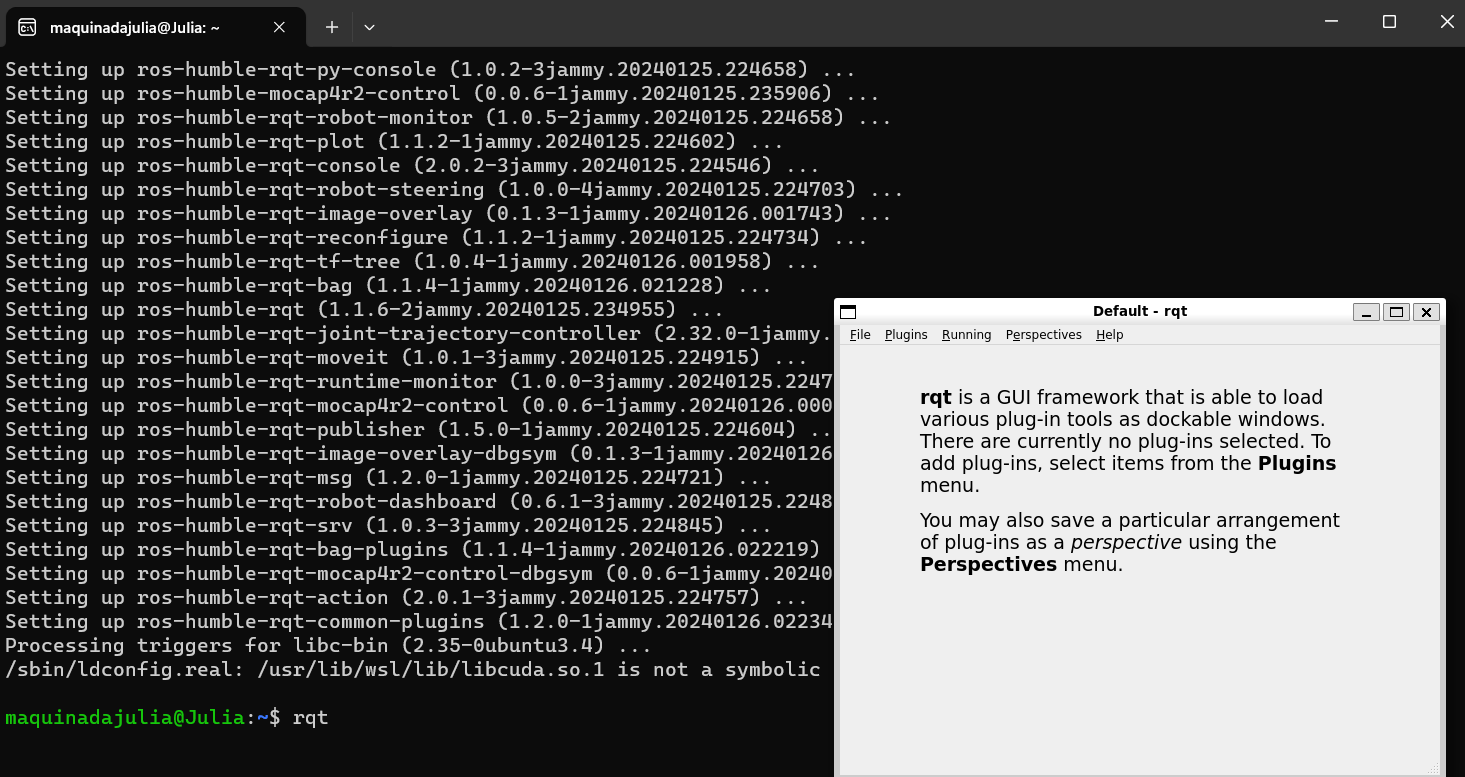 maquinadajulia@Julia: ~
Setting up ros-humble-rqt-py-console (1.0.2-3jammy.20240125.224658) ...
Setting up ros-humble-mocap4r2-control (0.0.6-1jammy.20240125.235906) ...
Setting up ros-humble-rqt-robot-monitor (1.0.5-2jammy.20240125.224658) ...
Setting up ros-humble-rqt-plot (1.1.2-1jammy.20240125.224602) ...
Setting up ros-humble-rqt-console (2.0.2-3jammy.20240125.224546) ...
Setting up ros-humble-rqt-robot-steering (1.0.0-4jammy.20240125.224703) ...
Setting up ros-humble-rqt-image-overlay (0.1.3-1jammy.20240126.001743) ...
Setting up ros-humble-rqt-reconfigure (1.1.2-1jammy.20240125.224734) ...
Setting up ros-humble-rqt-tf-tree (1.0.4-1jammy.20240126.001958) ...
Setting up ros-humble-rqt-bag (1.1.4-1jammy.20240126.021228) ...
Setting up ros-humble-rqt (1.1.6-2jammy.20240125.234955) ...
Setting up ros-humble-rqt-joint-trajectory-controller (2.32.0-1jammy.
Setting up ros-humble-rqt-moveit (1.0.1-3jammy.20240125.224915) ...
Setting up ros-humble-rqt-runtime-monitor (1.0.0-3jammy.20240125.2247
Setting up ros-humble-rqt-mocap4r2-control (0.0.6-1jammy.20240126.000
Setting up ros-humble-rqt-publisher (1.5.0-1jammy.20240125.224604) ..
Setting up ros-humble-rqt-image-overlay-dbgsym (0.1.3-1jammy.20240126
Setting up ros-humble-rqt-msg (1.2.0-1jammy.20240125.224721) ...
Setting up ros-humble-rqt-robot-dashboard (0.6.1-3jammy.20240125.2248
Setting up ros-humble-rqt-srv (1.0.3-3jammy.20240125.224845) ...
Setting up ros-humble-rqt-bag-plugins (1.1.4-1jammy.20240126.022219)
Setting up ros-humble-rqt-mocap4r2-control-dbgsym (0.0.6-1jammy.20240
Setting up ros-humble-rqt-action (2.0.1-3jammy.20240125.224757) ...
Setting up ros-humble-rqt-common-plugins (1.2.0-1jammy.20240126.02234
Processing triggers for libc-bin (2.35-0ubuntu3.4) ...
/sbin/ldconfig.real: /usr/lib/wsl/lib/libcuda.so.1 is not a symbolic
maquinadajulia@Julia:~$ rqt
Default - rqt
File Plugins Running Perspectives Help
rqt is a GUI framework that is able to load
various plug-in tools as dockable windows.
There are currently no plug-ins selected. To
add plug-ins, select items from the Plugins
menu.
You may also save a particular arrangement
of plug-ins as a perspective using the
Perspectives menu.